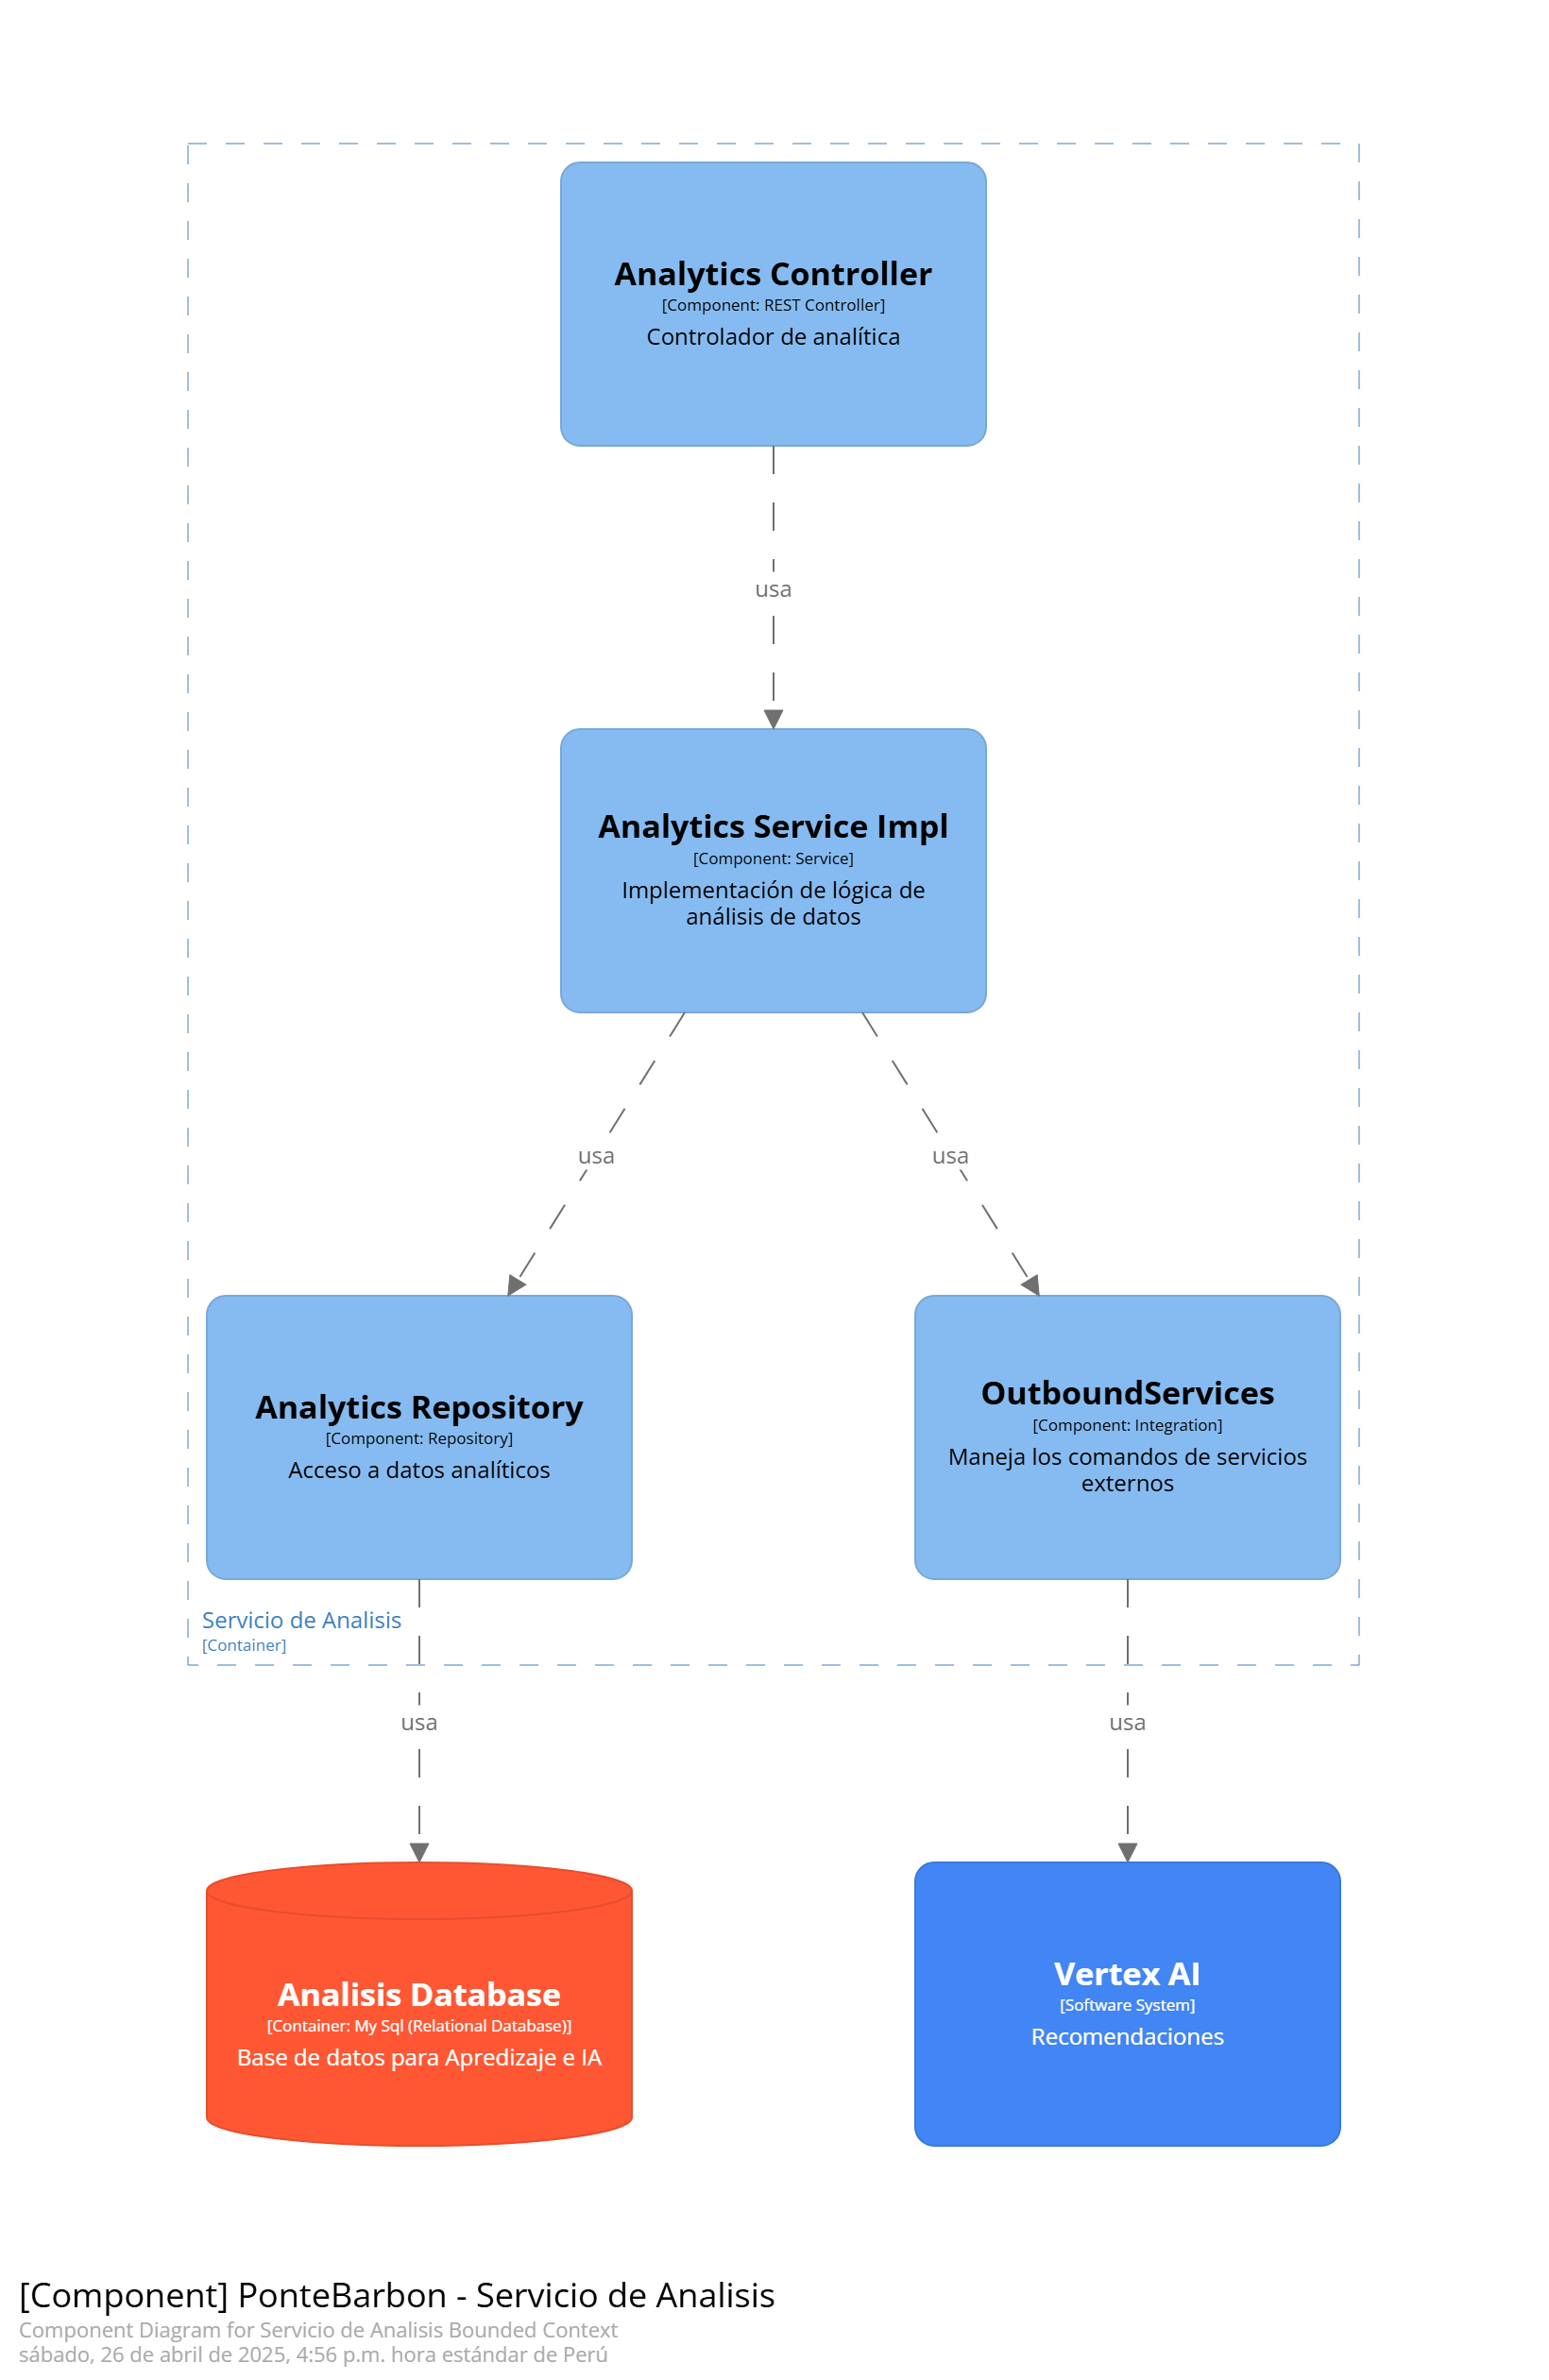 Analytics Controller
[Component: REST Controller]
Controlador de analítica
usa
Analytics Service Impl
[Component: Service]
Implementación de lógica de
análisis de datos
usa
usa
Analytics Repository
[Component: Repository]
Acceso a datos analíticos
OutboundServices
[Component: Integration]
Maneja los comandos de servicios
externos
Servicio de Analisis
[Container]
usa
usa
Analisis Database
[Container: My Sql (Relational Database)]
Base de datos para Apredizaje e IA
Vertex AI
[Software System]
Recomendaciones
[Component] PonteBarbon - Servicio de Analisis
Component Diagram for Servicio de Analisis Bounded Context
sábado, 26 de abril de 2025, 4:56 p.m. hora estándar de Perú